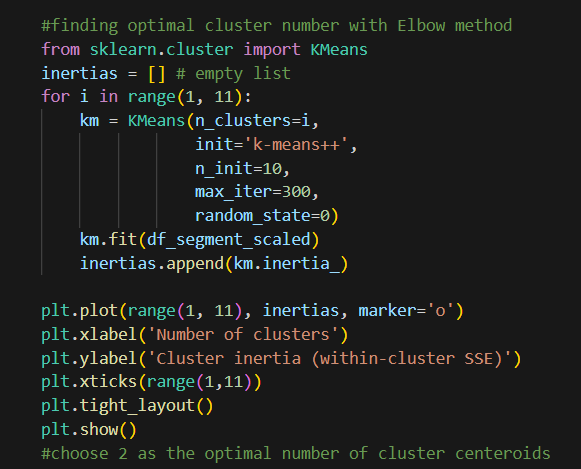 #finding optimal cluster number with Elbow method
from sklearn.cluster import KMeans
inertias = [] # empty list
for i in range(1, 11):
    km = KMeans(n_clusters=i,
                init='k-means++',
                n_init=10,
                max_iter=300,
                random_state=0)
    km.fit(df_segment_scaled)
    inertias.append(km.inertia_)

plt.plot(range(1, 11), inertias, marker='o')
plt.xlabel('Number of clusters')
plt.ylabel('Cluster inertia (within-cluster SSE)')
plt.xticks(range(1,11))
plt.tight_layout()
plt.show()
#choose 2 as the optimal number of cluster centeroids